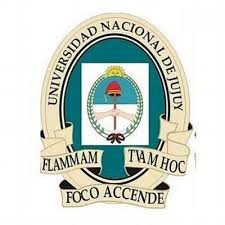 UNIVERSIDAD NACIONAL DE JUJUY
FLAMMAM
TVAM HOC
FOCO ACCENDE